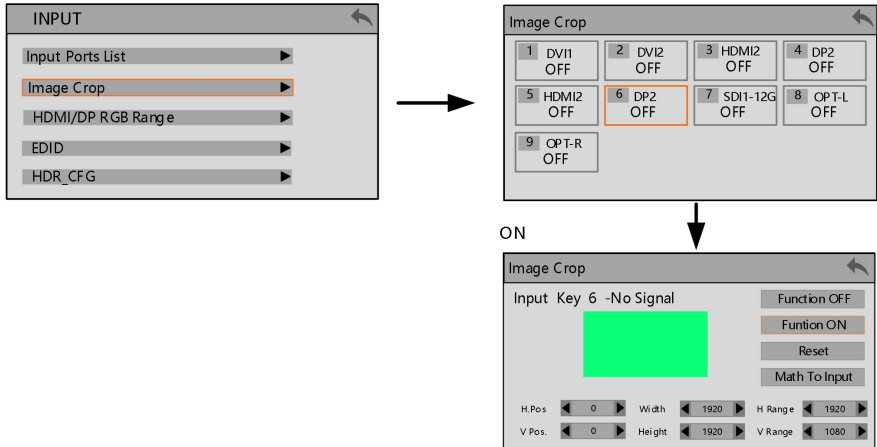 INPUT
Input Ports List
Image Crop
HDMI/DP RGB Range
EDID
HDR_CFG
Image Crop
1 DVI1 OFF
2 DVI2 OFF
3 HDMI2 OFF
4 DP2 OFF
5 HDMI2 OFF
6 DP2 OFF
7 SDI1-12G OFF
8 OPT-L OFF
9 OPT-R OFF
ON
Image Crop
Input Key 6 -No Signal
Function OFF
Funtion ON
Reset
Math To Input
H.Pos 0 Width 1920 H Range 1920
V Pos. 0 Height 1920 V Range 1080